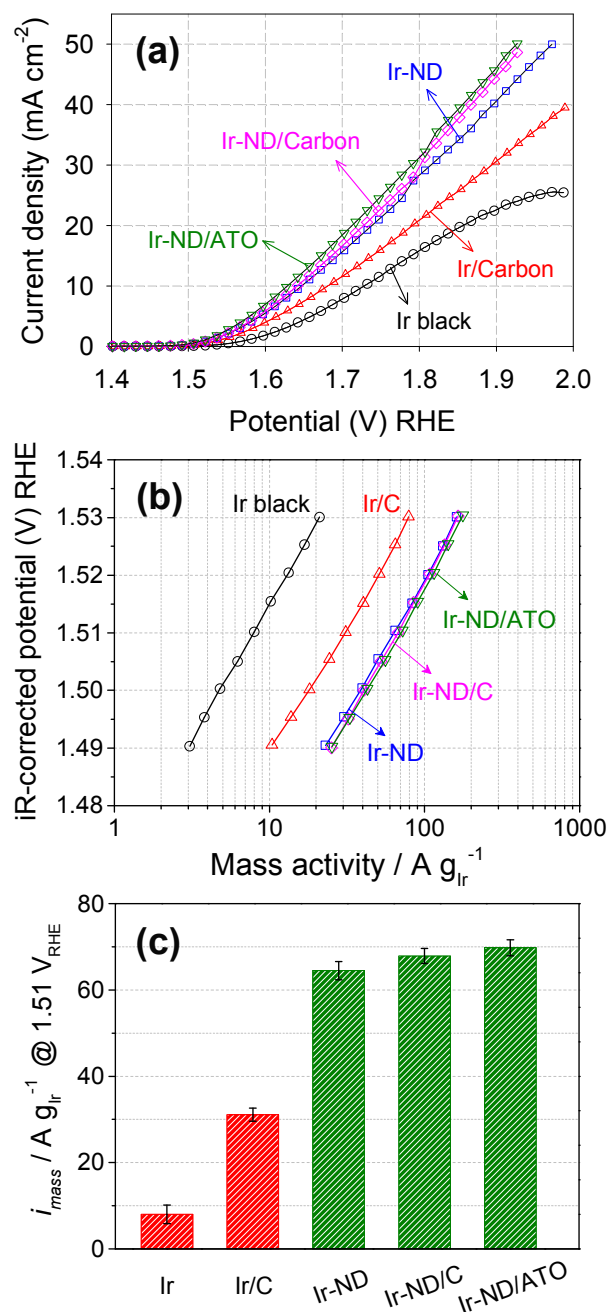 (a)
Current density (mA cm⁻²)
50
40
30
20
10
0
Ir-ND
Ir-ND/Carbon
Ir-ND/ATO
Ir/Carbon
Ir black
1.4 1.5 1.6 1.7 1.8 1.9 2.0
Potential (V) RHE
(b)
iR-corrected potential (V) RHE
1.54
1.53
1.52
1.51
1.50
1.49
1.48
Ir black
Ir/C
Ir-ND/ATO
Ir-ND/C
Ir-ND
1 10 100 1000
Mass activity / A g_Ir⁻¹
(c)
i_mass / A g_Ir⁻¹ @ 1.51 V_RHE
80
60
40
20
0
Ir Ir/C Ir-ND Ir-ND/C Ir-ND/ATO